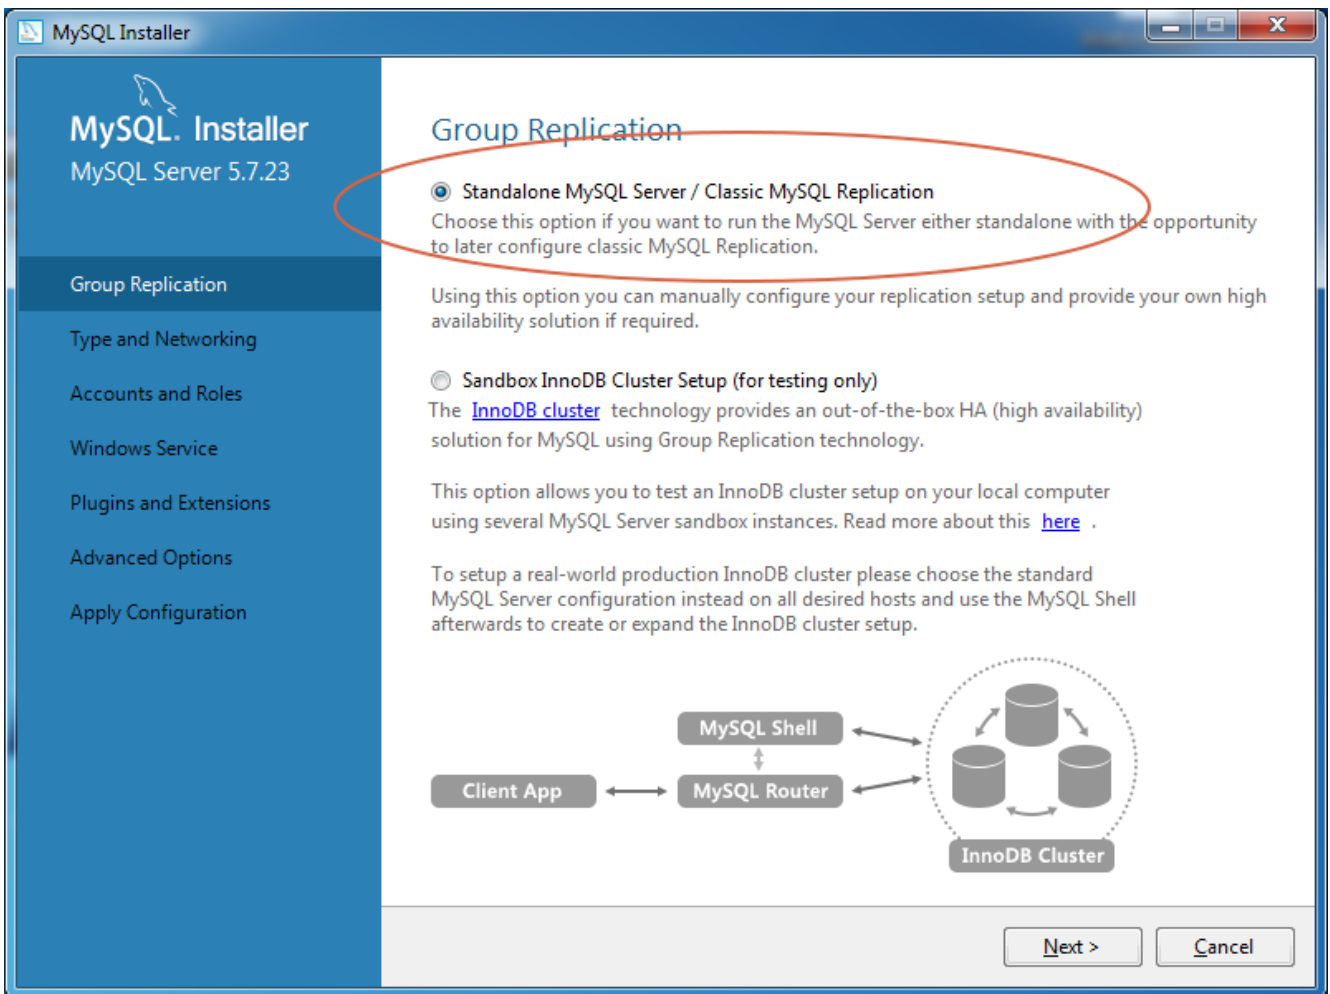 MySQL Installer
MySQL. Installer
MySQL Server 5.7.23
Group Replication
Type and Networking
Accounts and Roles
Windows Service
Plugins and Extensions
Advanced Options
Apply Configuration
Group Replication
Standalone MySQL Server / Classic MySQL Replication
Choose this option if you want to run the MySQL Server either standalone with the opportunity
to later configure classic MySQL Replication.
Using this option you can manually configure your replication setup and provide your own high
availability solution if required.
Sandbox InnoDB Cluster Setup (for testing only)
The InnoDB cluster technology provides an out-of-the-box HA (high availability)
solution for MySQL using Group Replication technology.
This option allows you to test an InnoDB cluster setup on your local computer
using several MySQL Server sandbox instances. Read more about this here .
To setup a real-world production InnoDB cluster please choose the standard
MySQL Server configuration instead on all desired hosts and use the MySQL Shell
afterwards to create or expand the InnoDB cluster setup.
MySQL Shell
Client App
MySQL Router
InnoDB Cluster
Next >
Cancel